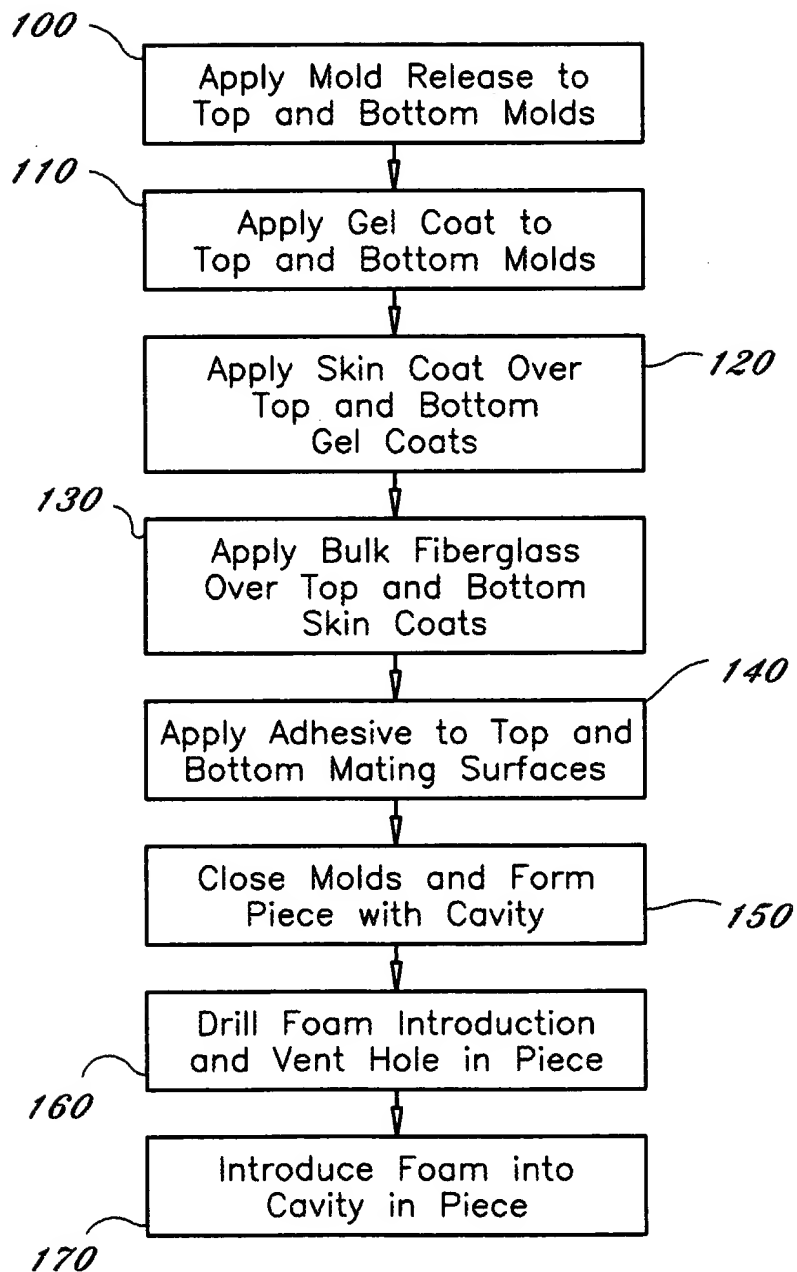 100
Apply Mold Release to
Top and Bottom Molds
110
Apply Gel Coat to
Top and Bottom Molds
Apply Skin Coat Over
Top and Bottom
Gel Coats
120
130
Apply Bulk Fiberglass
Over Top and Bottom
Skin Coats
140
Apply Adhesive to Top and
Bottom Mating Surfaces
Close Molds and Form
Piece with Cavity
150
Drill Foam Introduction
and Vent Hole in Piece
160
Introduce Foam into
Cavity in Piece
170